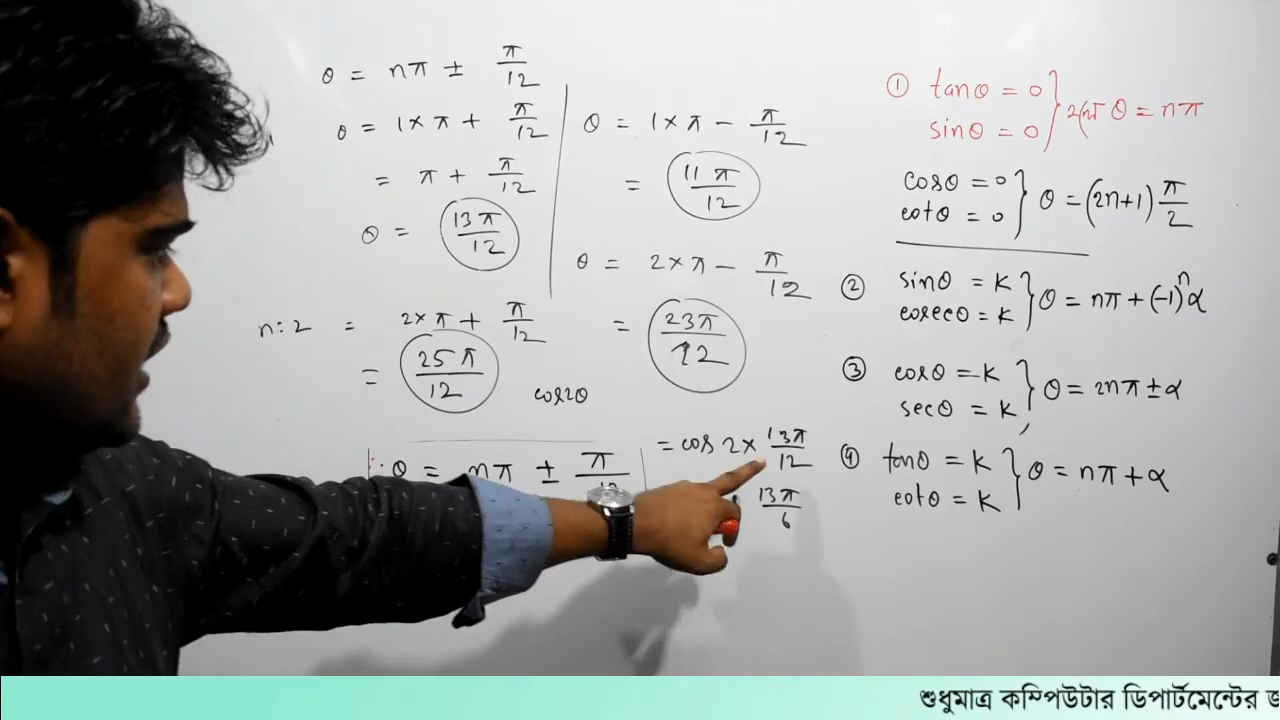 θ = nπ ± π/12
θ = 1×π + π/12
= π + π/12
θ = 13π/12
n:2 = 2×π + π/12
= 25π/12
cos2θ
∴ θ = nπ ± π/12
θ = 1×π − π/12
= 11π/12
θ = 2×π − π/12
= 23π/12
= cos 2× 13π/12
13π/6
① tanθ = 0
sinθ = 0 } θ = nπ
cosθ = 0
cotθ = 0 } θ = (2n+1) π/2
② sinθ = K
cosecθ = K } θ = nπ + (-1)ⁿα
③ cosθ = K
secθ = K } θ = 2nπ ± α
④ tanθ = K
cotθ = K } θ = nπ + α
শুধুমাত্র কম্পিউটার ডিপার্টমেন্টের